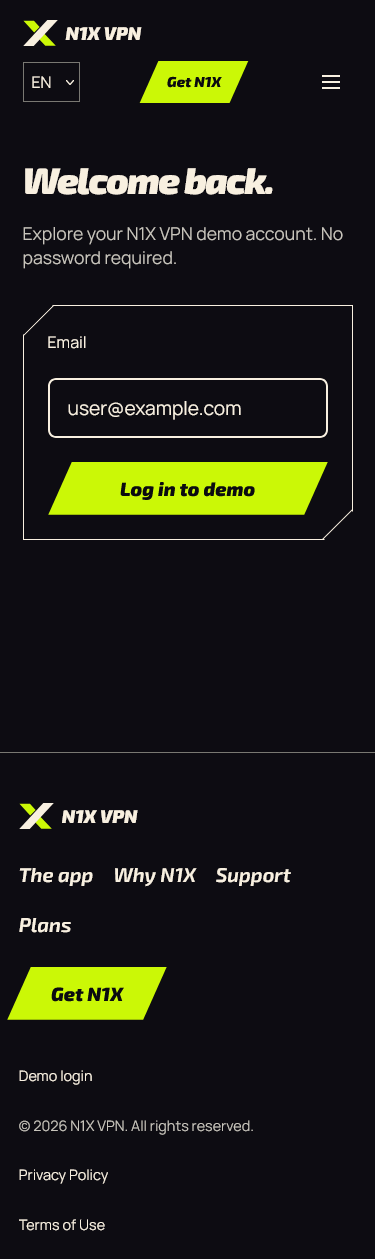 N1X VPN
EN
Get N1X
Welcome back.
Explore your N1X VPN demo account. No
password required.
Email
user@example.com
Log in to demo
N1X VPN
The app Why N1X Support
Plans
Get N1X
Demo login
© 2026 N1X VPN. All rights reserved.
Privacy Policy
Terms of Use